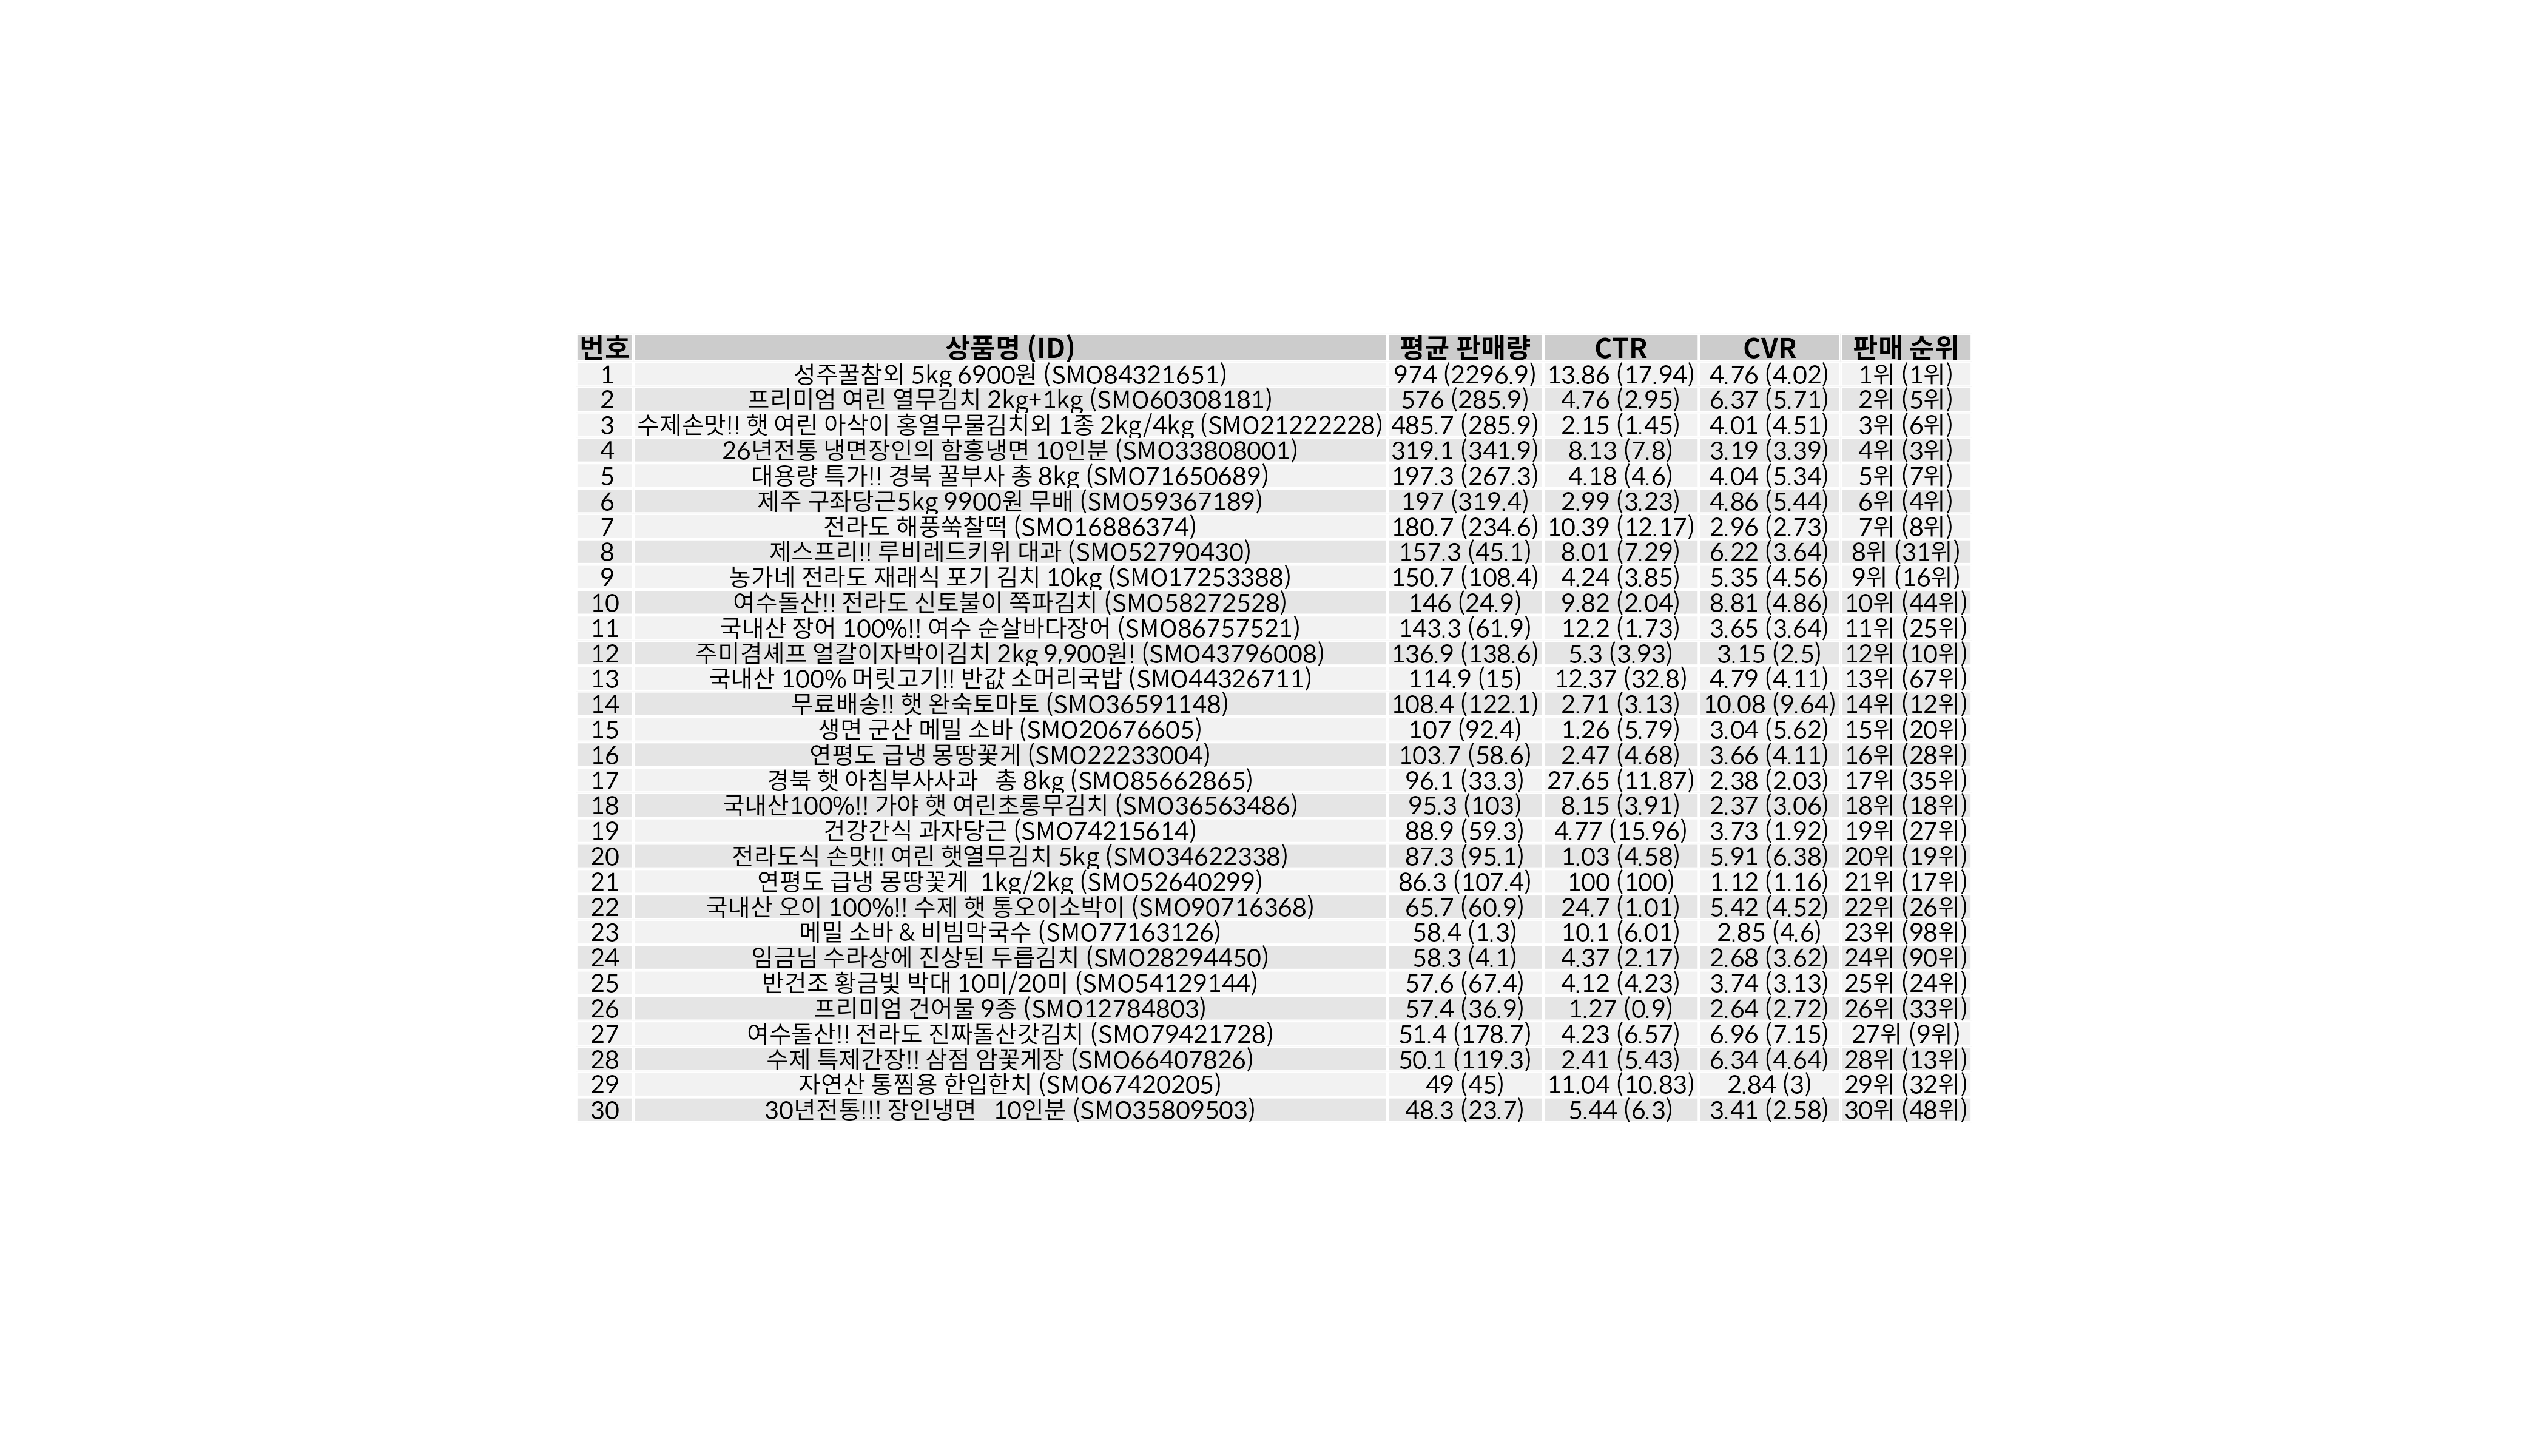 번호 상품명 (ID) 평균 판매량 CTR CVR 판매 순위
1 성주꿀참외 5kg 6900원 (SMO84321651) 974 (2296.9) 13.86 (17.94) 4.76 (4.02) 1위 (1위)
2 프리미엄 여린 열무김치 2kg+1kg (SMO60308181) 576 (285.9) 4.76 (2.95) 6.37 (5.71) 2위 (5위)
3 수제손맛!! 햇 여린 아삭이 홍열무물김치외 1종 2kg/4kg (SMO21222228) 485.7 (285.9) 2.15 (1.45) 4.01 (4.51) 3위 (6위)
4 26년전통 냉면장인의 함흥냉면 10인분 (SMO33808001) 319.1 (341.9) 8.13 (7.8) 3.19 (3.39) 4위 (3위)
5 대용량 특가!! 경북 꿀부사 총 8kg (SMO71650689) 197.3 (267.3) 4.18 (4.6) 4.04 (5.34) 5위 (7위)
6 제주 구좌당근5kg 9900원 무배 (SMO59367189) 197 (319.4) 2.99 (3.23) 4.86 (5.44) 6위 (4위)
7 전라도 해풍쑥찰떡 (SMO16886374) 180.7 (234.6) 10.39 (12.17) 2.96 (2.73) 7위 (8위)
8 제스프리!! 루비레드키위 대과 (SMO52790430) 157.3 (45.1) 8.01 (7.29) 6.22 (3.64) 8위 (31위)
9 농가네 전라도 재래식 포기 김치 10kg (SMO17253388) 150.7 (108.4) 4.24 (3.85) 5.35 (4.56) 9위 (16위)
10 여수돌산!! 전라도 신토불이 쪽파김치 (SMO58272528) 146 (24.9) 9.82 (2.04) 8.81 (4.86) 10위 (44위)
11 국내산 장어 100%!! 여수 순살바다장어 (SMO86757521) 143.3 (61.9) 12.2 (1.73) 3.65 (3.64) 11위 (25위)
12 주미겸셰프 얼갈이자박이김치 2kg 9,900원! (SMO43796008) 136.9 (138.6) 5.3 (3.93) 3.15 (2.5) 12위 (10위)
13 국내산 100% 머릿고기!! 반값 소머리국밥 (SMO44326711) 114.9 (15) 12.37 (32.8) 4.79 (4.11) 13위 (67위)
14 무료배송!! 햇 완숙토마토 (SMO36591148) 108.4 (122.1) 2.71 (3.13) 10.08 (9.64) 14위 (12위)
15 생면 군산 메밀 소바 (SMO20676605) 107 (92.4) 1.26 (5.79) 3.04 (5.62) 15위 (20위)
16 연평도 급냉 몽땅꽃게 (SMO22233004) 103.7 (58.6) 2.47 (4.68) 3.66 (4.11) 16위 (28위)
17 경북 햇 아침부사사과 총 8kg (SMO85662865) 96.1 (33.3) 27.65 (11.87) 2.38 (2.03) 17위 (35위)
18 국내산100%!! 가야 햇 여린초롱무김치 (SMO36563486) 95.3 (103) 8.15 (3.91) 2.37 (3.06) 18위 (18위)
19 건강간식 과자당근 (SMO74215614) 88.9 (59.3) 4.77 (15.96) 3.73 (1.92) 19위 (27위)
20 전라도식 손맛!! 여린 햇열무김치 5kg (SMO34622338) 87.3 (95.1) 1.03 (4.58) 5.91 (6.38) 20위 (19위)
21 연평도 급냉 몽땅꽃게 1kg/2kg (SMO52640299) 86.3 (107.4) 100 (100) 1.12 (1.16) 21위 (17위)
22 국내산 오이 100%!! 수제 햇 통오이소박이 (SMO90716368) 65.7 (60.9) 24.7 (1.01) 5.42 (4.52) 22위 (26위)
23 메밀 소바 & 비빔막국수 (SMO77163126) 58.4 (1.3) 10.1 (6.01) 2.85 (4.6) 23위 (98위)
24 임금님 수라상에 진상된 두릅김치 (SMO28294450) 58.3 (4.1) 4.37 (2.17) 2.68 (3.62) 24위 (90위)
25 반건조 황금빛 박대 10미/20미 (SMO54129144) 57.6 (67.4) 4.12 (4.23) 3.74 (3.13) 25위 (24위)
26 프리미엄 건어물 9종 (SMO12784803) 57.4 (36.9) 1.27 (0.9) 2.64 (2.72) 26위 (33위)
27 여수돌산!! 전라도 진짜돌산갓김치 (SMO79421728) 51.4 (178.7) 4.23 (6.57) 6.96 (7.15) 27위 (9위)
28 수제 특제간장!! 삼점 암꽃게장 (SMO66407826) 50.1 (119.3) 2.41 (5.43) 6.34 (4.64) 28위 (13위)
29 자연산 통찜용 한입한치 (SMO67420205) 49 (45) 11.04 (10.83) 2.84 (3) 29위 (32위)
30 30년전통!!! 장인냉면 10인분 (SMO35809503) 48.3 (23.7) 5.44 (6.3) 3.41 (2.58) 30위 (48위)